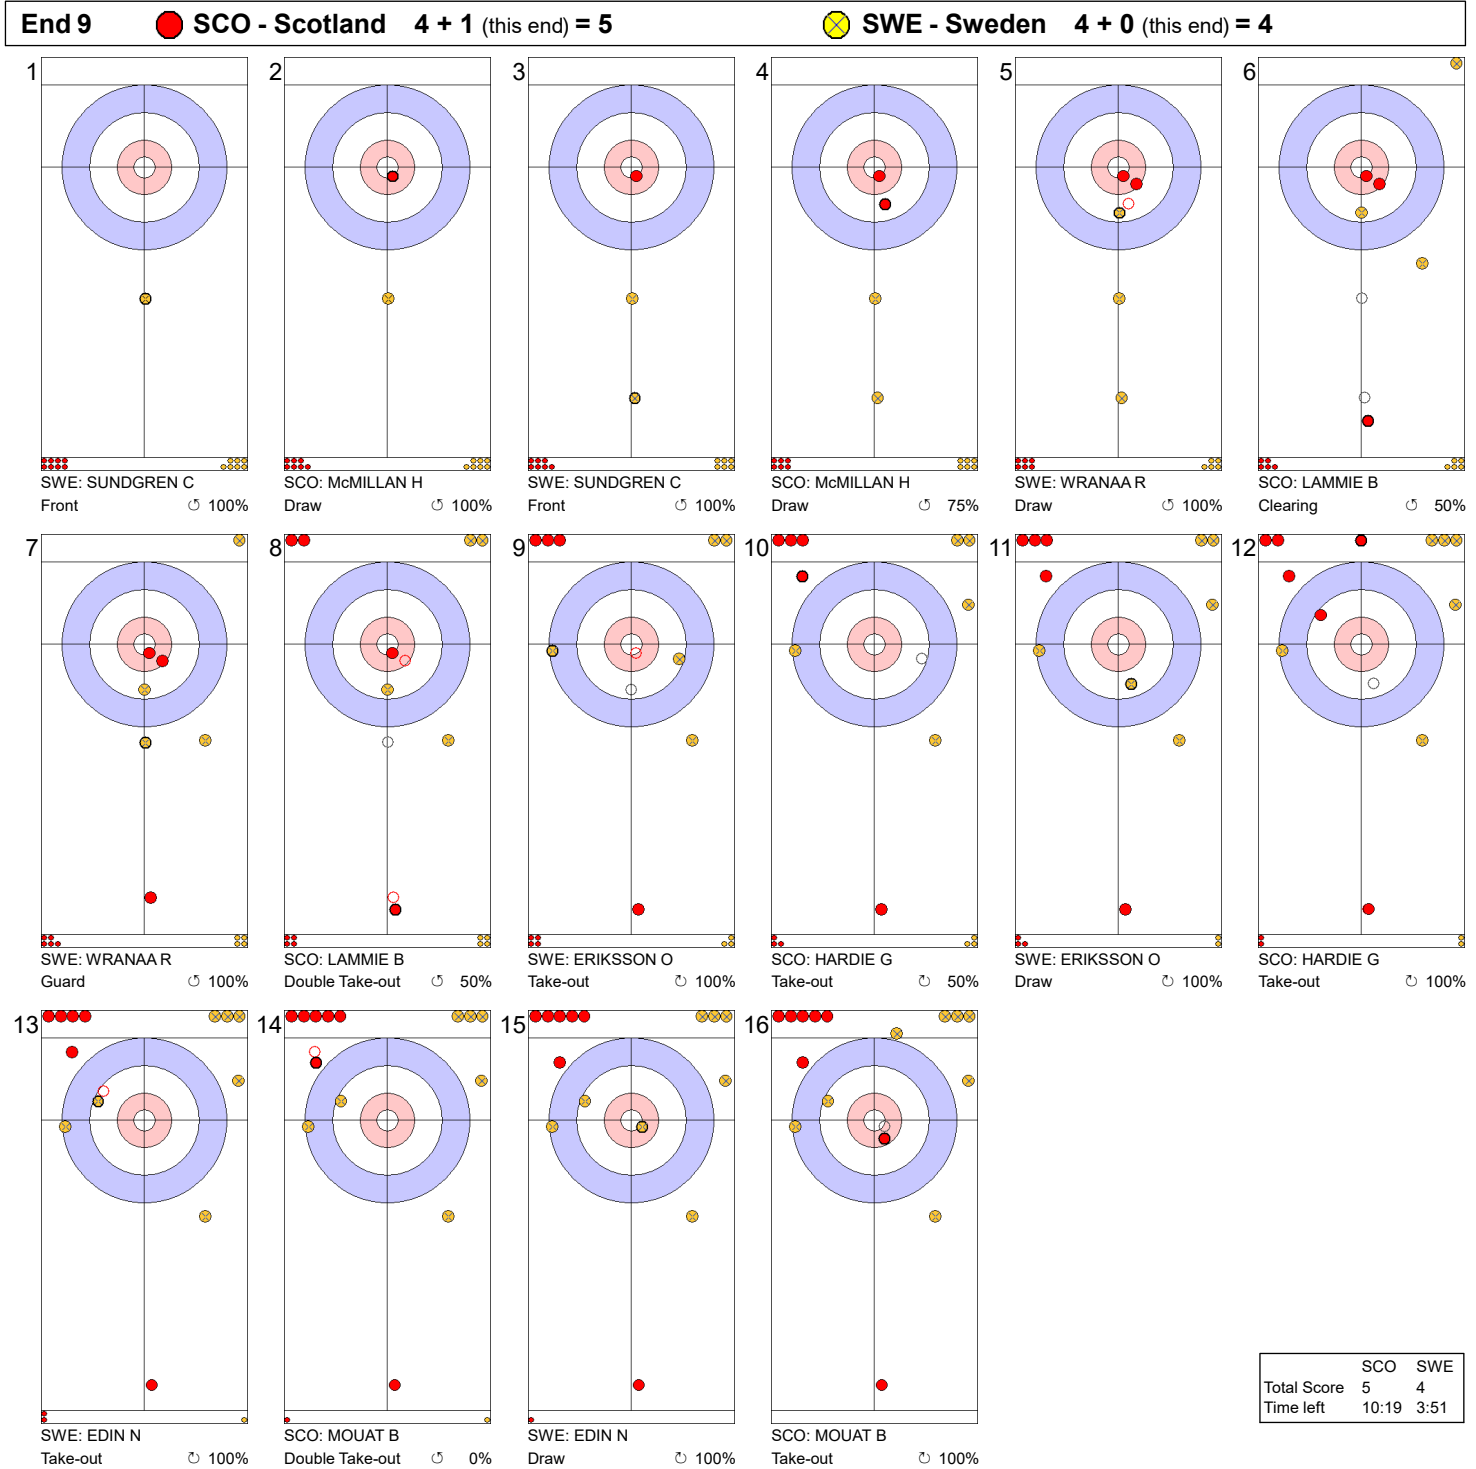 End 9 SCO - Scotland 4 + 1 (this end) = 5 SWE - Sweden 4 + 0 (this end) = 4
1 2 3 4 5 6
SWE: SUNDGREN C SCO: McMILLAN H SWE: SUNDGREN C SCO: McMILLAN H SWE: WRANAA R SCO: LAMMIE B
Front 100% Draw 100% Front 100% Draw 75% Draw 100% Clearing 50%
7 8 9 10 11 12
SWE: WRANAA R SCO: LAMMIE B SWE: ERIKSSON O SCO: HARDIE G SWE: ERIKSSON O SCO: HARDIE G
Guard 100% Double Take-out 50% Take-out 100% Take-out 50% Draw 100% Take-out 100%
13 14 15 16
SWE: EDIN N SCO: MOUAT B SWE: EDIN N SCO: MOUAT B
Take-out 100% Double Take-out 0% Draw 100% Take-out 100%
SCO SWE
Total Score 5 4
Time left 10:19 3:51